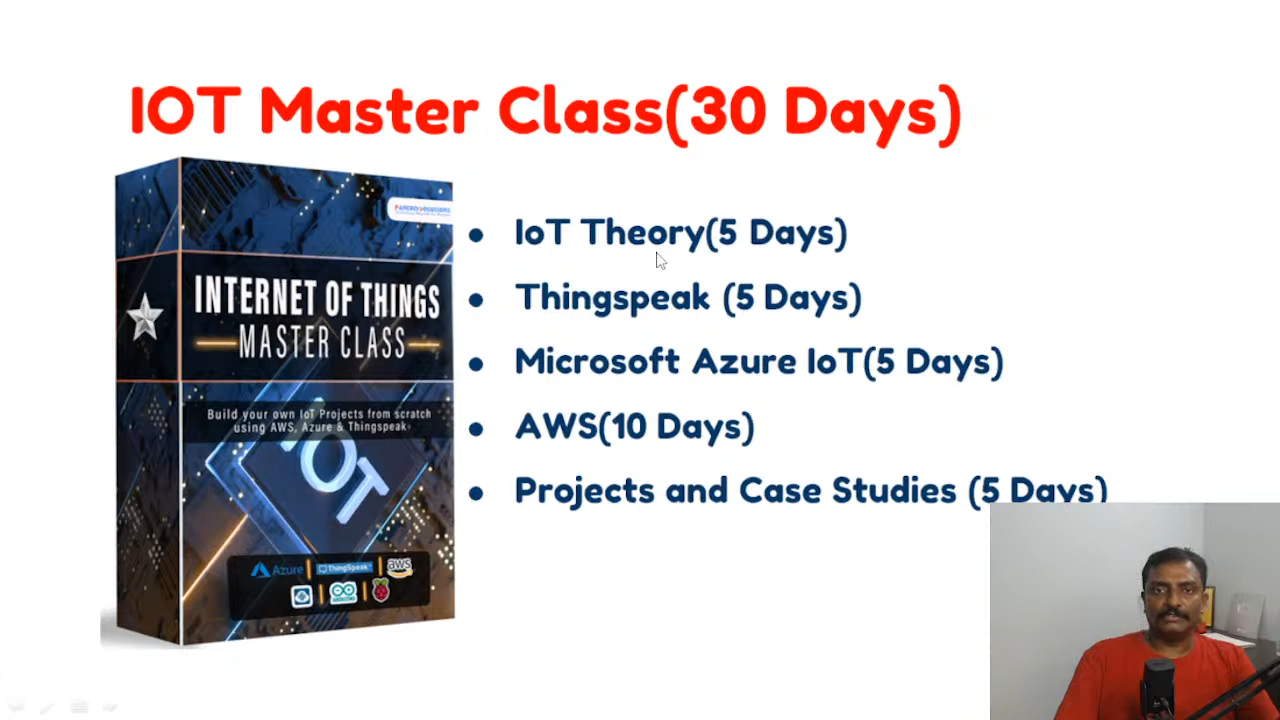 IOT Master Class(30 Days)
IoT Theory(5 Days)
Thingspeak (5 Days)
Microsoft Azure IoT(5 Days)
AWS(10 Days)
Projects and Case Studies (5 Days)
INTERNET OF THINGS
MASTER CLASS
Build your own IoT Projects from scratch
using AWS, Azure & Thingspeak
IOT
Azure
ThingSpeak
aws